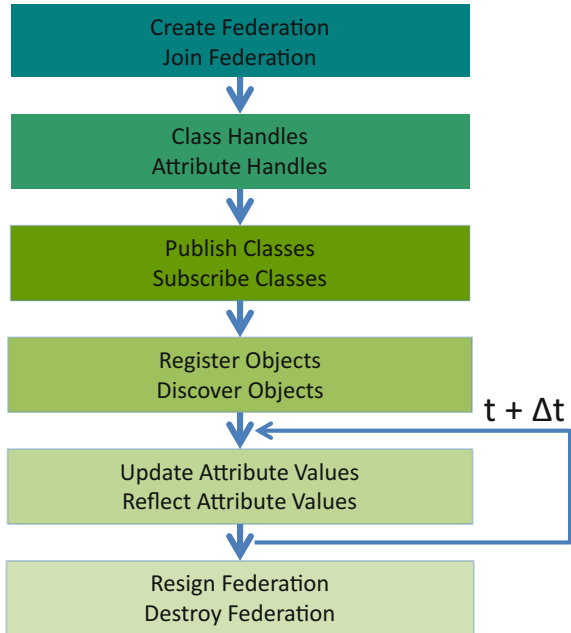 Create Federation
Join Federation
Class Handles
Attribute Handles
Publish Classes
Subscribe Classes
Register Objects
Discover Objects
t + Δt
Update Attribute Values
Reflect Attribute Values
Resign Federation
Destroy Federation